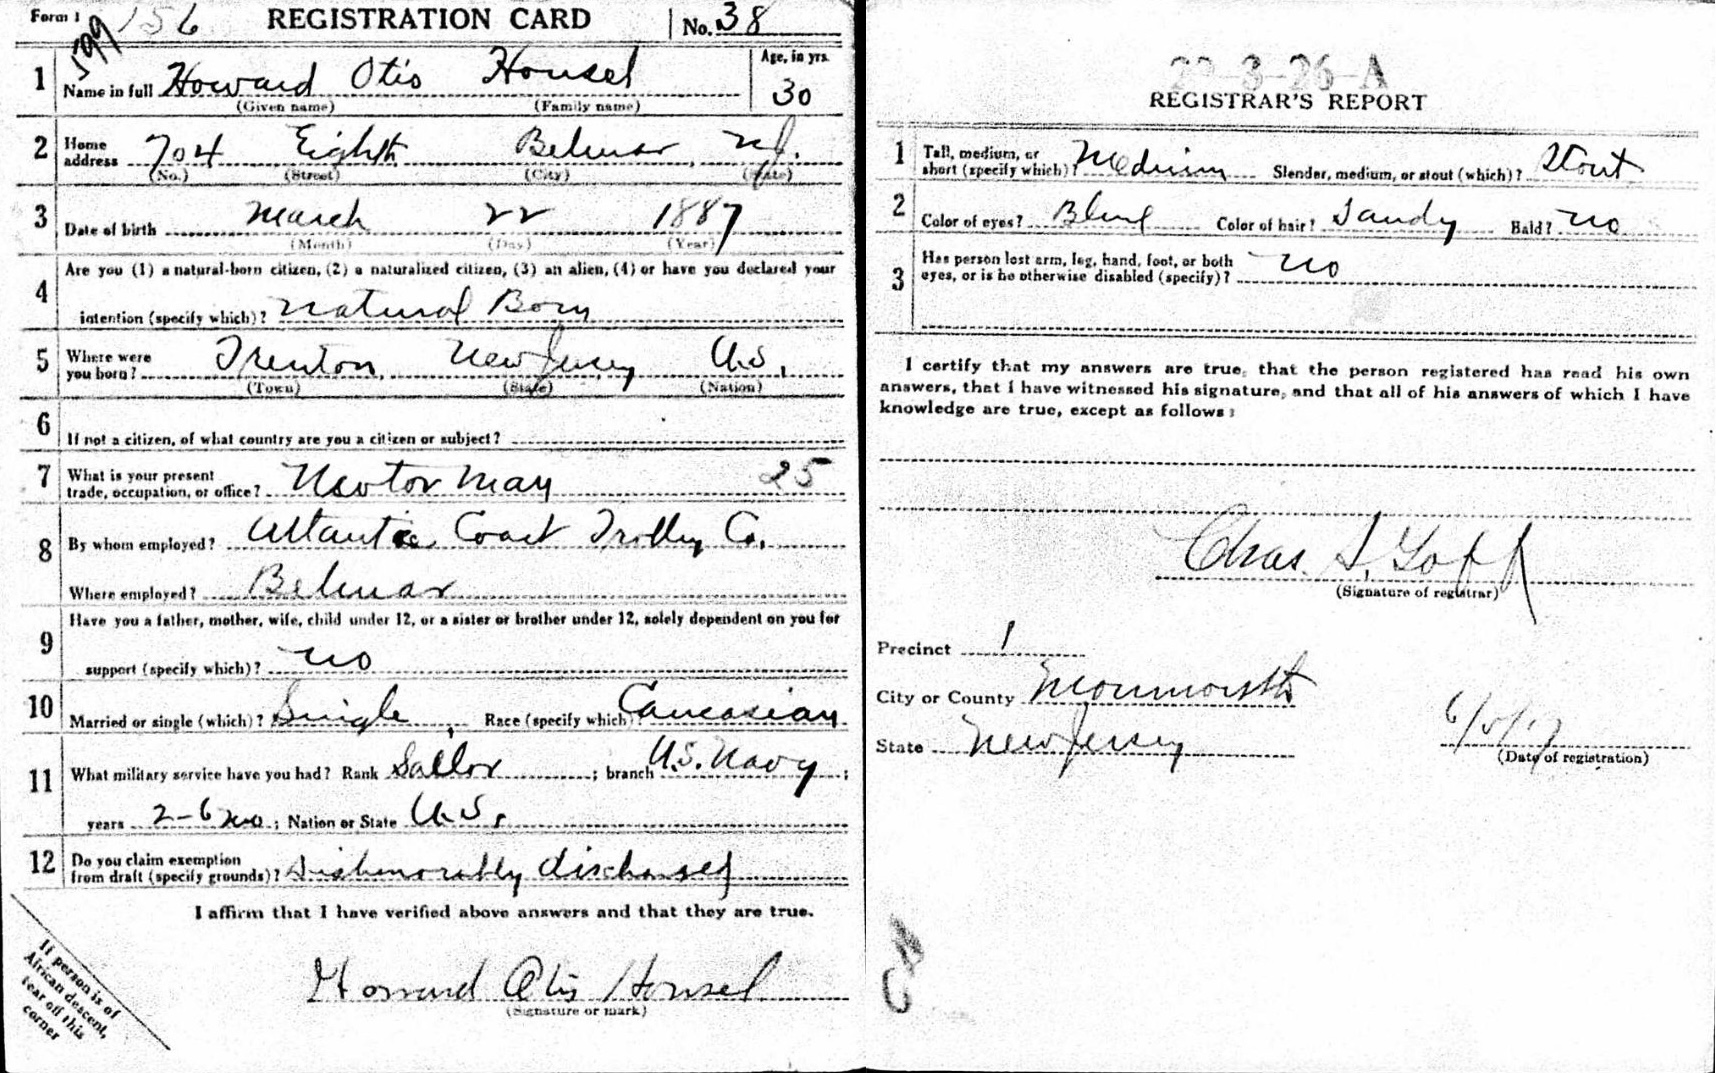 Form 1 599 156 REGISTRATION CARD No. 38
1 Name in full Howard Otis Housel Age, in yrs. 30
(Given name) (Family name)
2 Home address 704 Eighth Belmar, N.J.
(No.) (Street) (City) (State)
3 Date of birth March 22 1887
(Month) (Day) (Year)
Are you (1) a natural-born citizen, (2) a naturalized citizen, (3) an alien, (4) or have you declared your
4 intention (specify which)? Natural Born
5 Where were you born? Trenton, New Jersey U.S.
(Town) (State) (Nation)
6 If not a citizen, of what country are you a citizen or subject?
7 What is your present trade, occupation, or office? Motor Man 25
8 By whom employed? Atlantic Coast Trolley Co.
Where employed? Belmar
Have you a father, mother, wife, child under 12, or a sister or brother under 12, solely dependent on you for
9 support (specify which)? no
10 Married or single (which)? Single Race (specify which)? Caucasian
11 What military service have you had? Rank Sailor ; branch U.S. Navy ;
years 2-6 mo ; Nation or State U.S.
12 Do you claim exemption from draft (specify grounds)? Dishonorably discharged
I affirm that I have verified above answers and that they are true.
Howard Otis Housel
(Signature or mark)
If person is of
African descent,
tear off this
corner
22-3-26-A
REGISTRAR'S REPORT
1 Tall, medium, or short (specify which)? Medium Slender, medium, or stout (which)? Stout
2 Color of eyes? Blue Color of hair? Sandy Bald? no
3 Has person lost arm, leg, hand, foot, or both eyes, or is he otherwise disabled (specify)? no
I certify that my answers are true, that the person registered has read his own
answers, that I have witnessed his signature, and that all of his answers of which I have
knowledge are true, except as follows:
Chas. S. Goff
(Signature of registrar)
Precinct 1
City or County Monmouth
State New Jersey 6/5/17
(Date of registration)